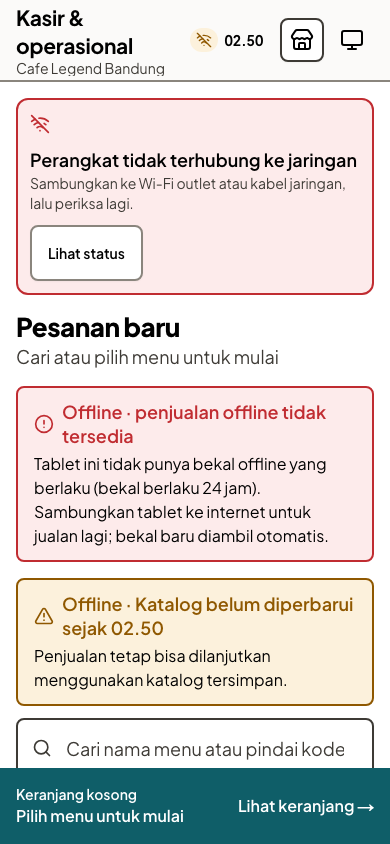 Kasir &
operasional
Cafe Legend Bandung
02.50
Perangkat tidak terhubung ke jaringan
Sambungkan ke Wi-Fi outlet atau kabel jaringan,
lalu periksa lagi.
Lihat status
Pesanan baru
Cari atau pilih menu untuk mulai
Offline · penjualan offline tidak
tersedia
Tablet ini tidak punya bekal offline yang
berlaku (bekal berlaku 24 jam).
Sambungkan tablet ke internet untuk
jualan lagi; bekal baru diambil otomatis.
Offline · Katalog belum diperbarui
sejak 02.50
Penjualan tetap bisa dilanjutkan
menggunakan katalog tersimpan.
Cari nama menu atau pindai kode
Keranjang kosong
Pilih menu untuk mulai
Lihat keranjang →